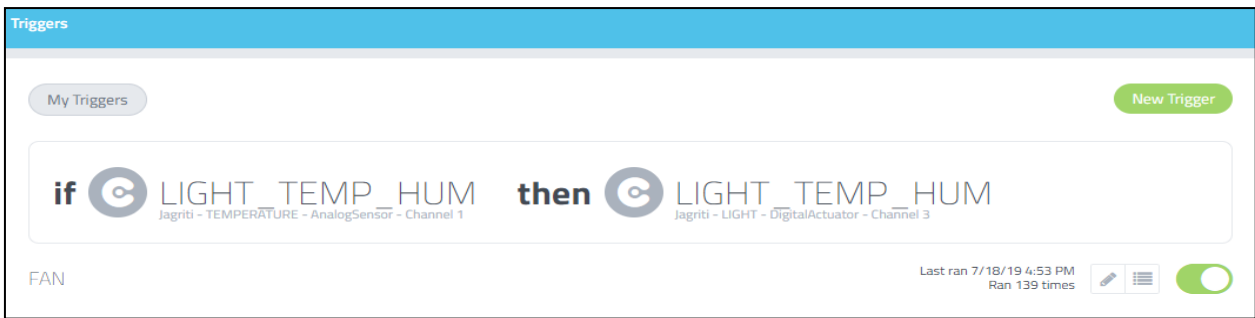 Triggers
My Triggers
New Trigger
if LIGHT_TEMP_HUM then LIGHT_TEMP_HUM
Jagriti - TEMPERATURE - AnalogSensor - Channel 1 Jagriti - LIGHT - DigitalActuator - Channel 3
FAN
Last ran 7/18/19 4:53 PM
Ran 139 times